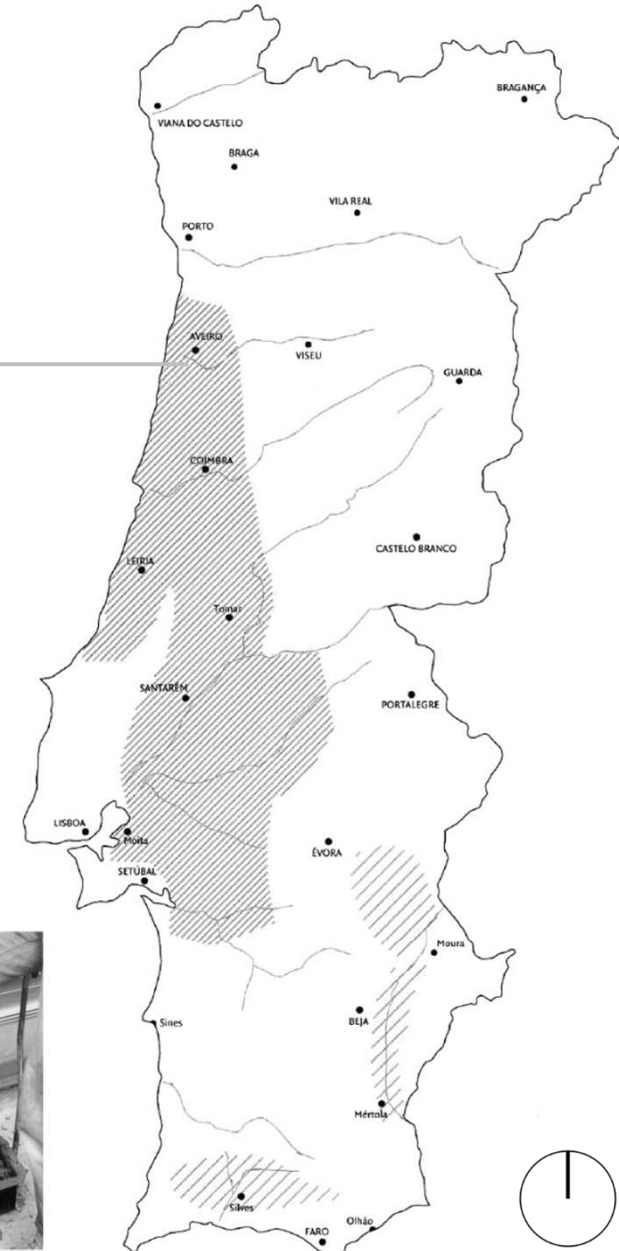 BRAGANÇA
VIANA DO CASTELO
BRAGA
VILA REAL
PORTO
AVEIRO
VISEU
GUARDA
COIMBRA
CASTELO BRANCO
LEIRIA
Tomar
SANTARÉM
PORTALEGRE
LISBOA
Moita
ÉVORA
SETÚBAL
Moura
BEJA
Sines
Mértola
Silves
Olhão
FARO